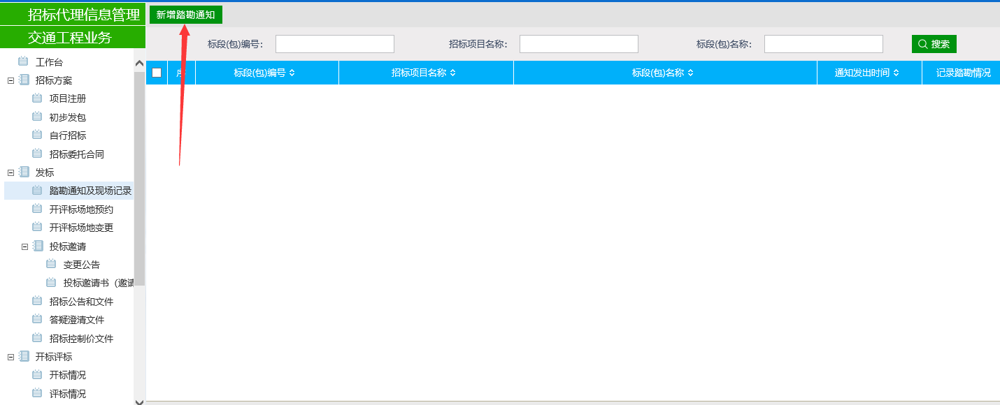 招标代理信息管理
交通工程业务
工作台
招标方案
项目注册
初步发包
自行招标
招标委托合同
发标
踏勘通知及现场记录
开评标场地预约
开评标场地变更
投标邀请
变更公告
投标邀请书（邀请
招标公告和文件
答疑澄清文件
招标控制价文件
开标评标
开标情况
评标情况
新增踏勘通知
标段(包)编号： 招标项目名称： 标段(包)名称： 搜索
序 标段(包)编号 招标项目名称 标段(包)名称 通知发出时间 记录踏勘情况